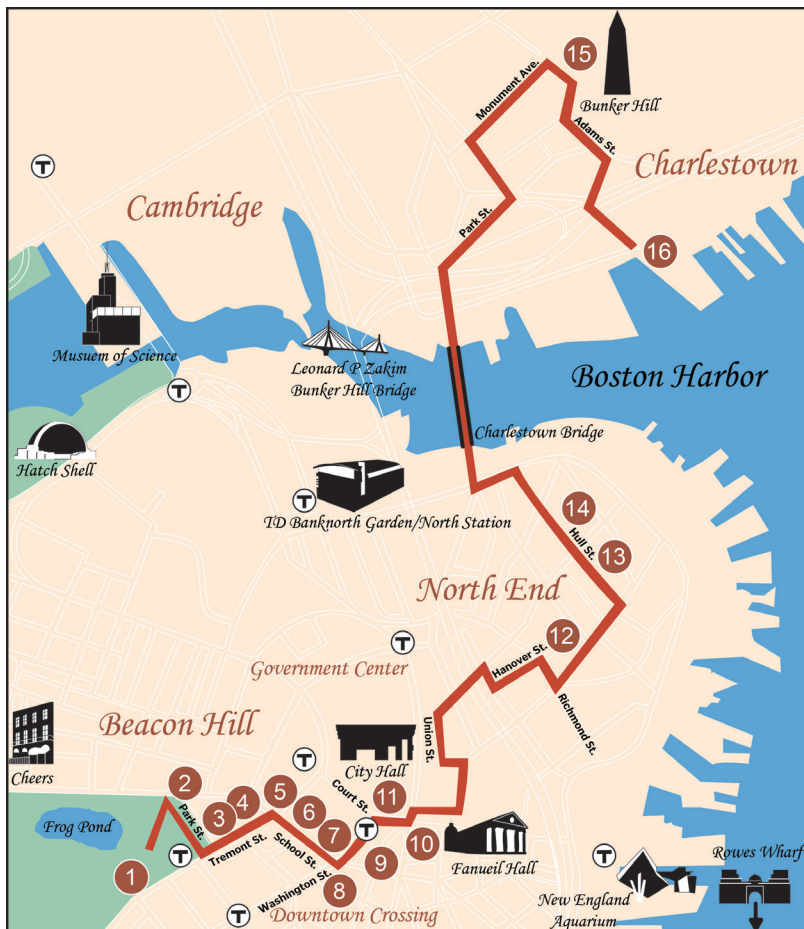 15
Bunker Hill
Monument Ave.
Adams St.
Charlestown
T
Cambridge
Park St.
16
Musuem of Science
Leonard P Zakim
Bunker Hill Bridge
Boston Harbor
T
Charlestown Bridge
Hatch Shell
T
TD Banknorth Garden/North Station
14
Hull St.
13
North End
12
Hanover St.
T
Government Center
Richmond St.
Beacon Hill
Union St.
Cheers
City Hall
T
2
Park St.
3
4
5
6
7
Court St.
11
T
10
Fanueil Hall
Frog Pond
1
T
Tremont St.
School St.
9
8
Washington St.
T
Downtown Crossing
T
New England
Aquarium
Rowes Wharf